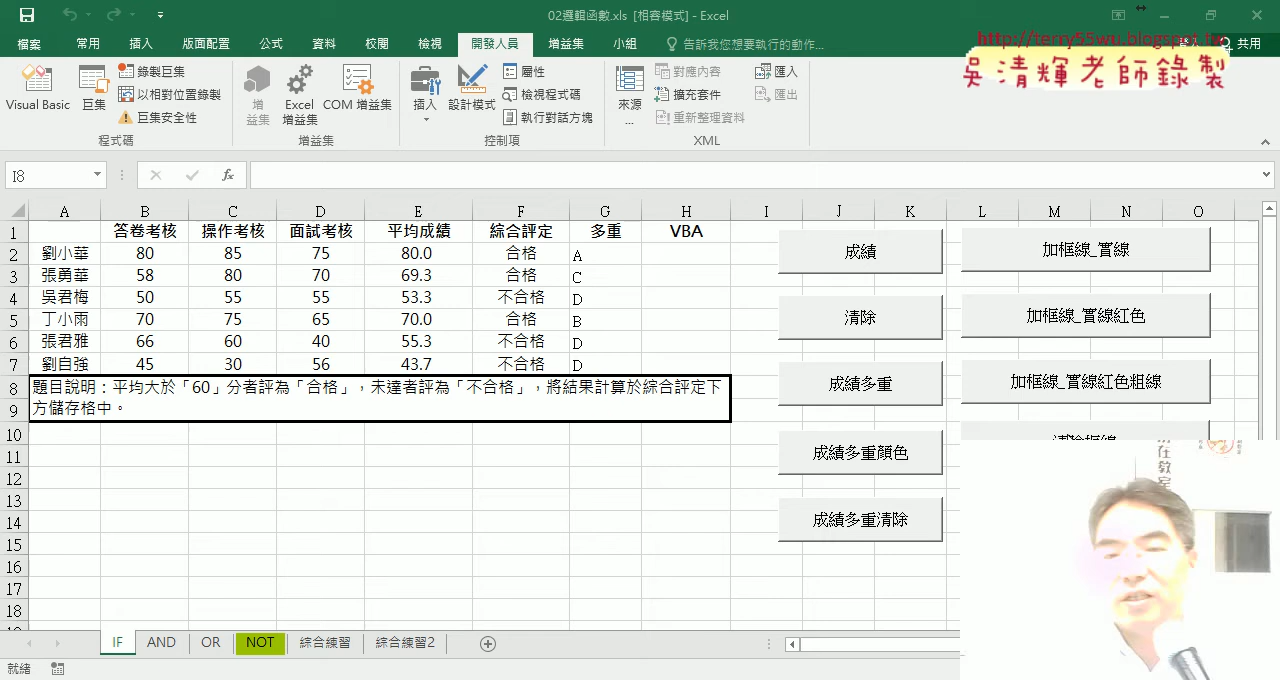 02邏輯函數.xls [相容模式] - Excel
檔案 常用 插入 版面配置 公式 資料 校閱 檢視 開發人員 增益集 小組 告訴我您想要執行的動作... 共用
http://terry55wu.blogspot.tw
吳清輝老師錄製
Visual Basic 巨集 錄製巨集 以相對位置錄製 巨集安全性
增益集 Excel 增益集 COM 增益集
插入 設計模式 屬性 檢視程式碼 執行對話方塊
來源... 對應內容 擴充套件 重新整理資料 匯入 匯出
程式碼 增益集 控制項 XML
I8 fx
A B C D E F G H I J K L M N O
1 答卷考核 操作考核 面試考核 平均成績 綜合評定 多重 VBA
2 劉小華 80 85 75 80.0 合格 A
3 張勇華 58 80 70 69.3 合格 C
4 吳君梅 50 55 55 53.3 不合格 D
5 丁小雨 70 75 65 70.0 合格 B
6 張君雅 66 60 40 55.3 不合格 D
7 劉自強 45 30 56 43.7 不合格 D
8 題目說明：平均大於「60」分者評為「合格」，未達者評為「不合格」，將結果計算於綜合評定下
9 方儲存格中。
10
11
12
13
14
15
16
17
18
成績
清除
成績多重
成績多重顏色
成績多重清除
加框線_實線
加框線_實線紅色
加框線_實線紅色粗線
在教室
IF AND OR NOT 綜合練習 綜合練習2
就緒